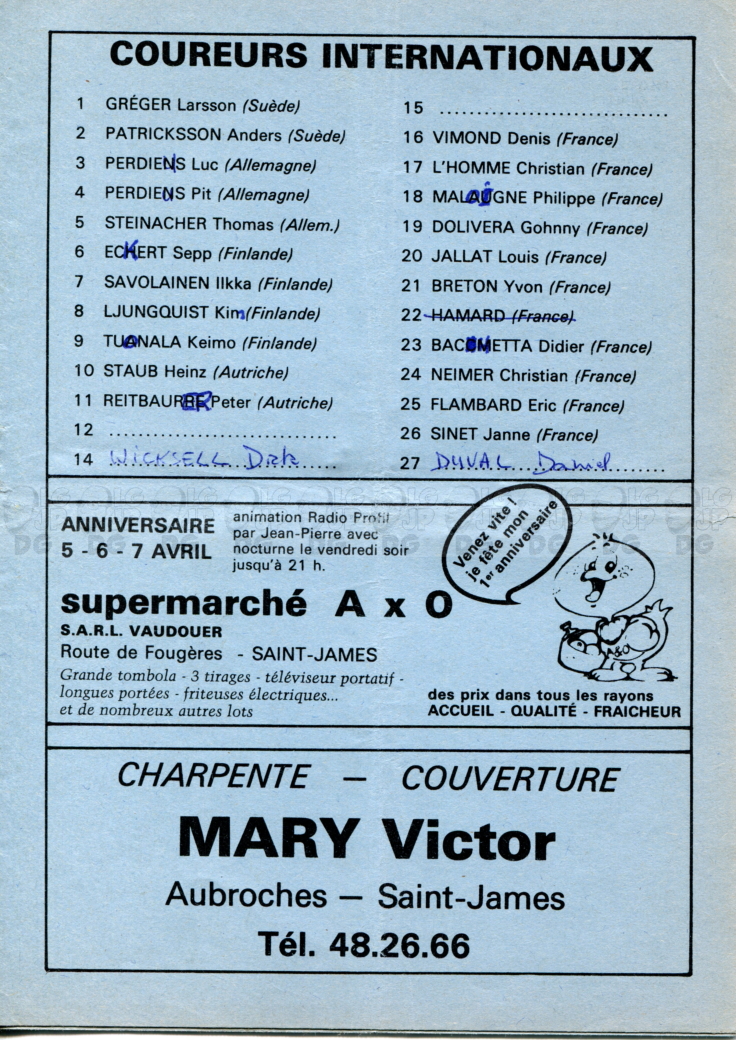 COUREURS INTERNATIONAUX
1 GRÉGER Larsson (Suède)
2 PATRICKSSON Anders (Suède)
3 PERDIENS Luc (Allemagne)
4 PERDIENS Pit (Allemagne)
5 STEINACHER Thomas (Allem.)
6 ECKERT Sepp (Finlande)
7 SAVOLAINEN Ilkka (Finlande)
8 LJUNGQUIST Kim (Finlande)
9 TUONALA Keimo (Finlande)
10 STAUB Heinz (Autriche)
11 REITBAURER Peter (Autriche)
12 ..............................
14 WICKSELL Dirk
15 ..............................
16 VIMOND Denis (France)
17 L'HOMME Christian (France)
18 MALOIGNE Philippe (France)
19 DOLIVERA Gohnny (France)
20 JALLAT Louis (France)
21 BRETON Yvon (France)
22 HAMARD (France)
23 BACHMETTA Didier (France)
24 NEIMER Christian (France)
25 FLAMBARD Eric (France)
26 SINET Janne (France)
27 DUVAL Daniel
ANNIVERSAIRE
5 - 6 - 7 AVRIL
animation Radio Profil
par Jean-Pierre avec
nocturne le vendredi soir
jusqu'à 21 h.
Venez vite !
je fête mon
1er anniversaire
supermarché A x O
S.A.R.L. VAUDOUER
Route de Fougères - SAINT-JAMES
Grande tombola - 3 tirages - téléviseur portatif -
longues portées - friteuses électriques...
et de nombreux autres lots
des prix dans tous les rayons
ACCUEIL - QUALITÉ - FRAICHEUR
CHARPENTE — COUVERTURE
MARY Victor
Aubroches — Saint-James
Tél. 48.26.66